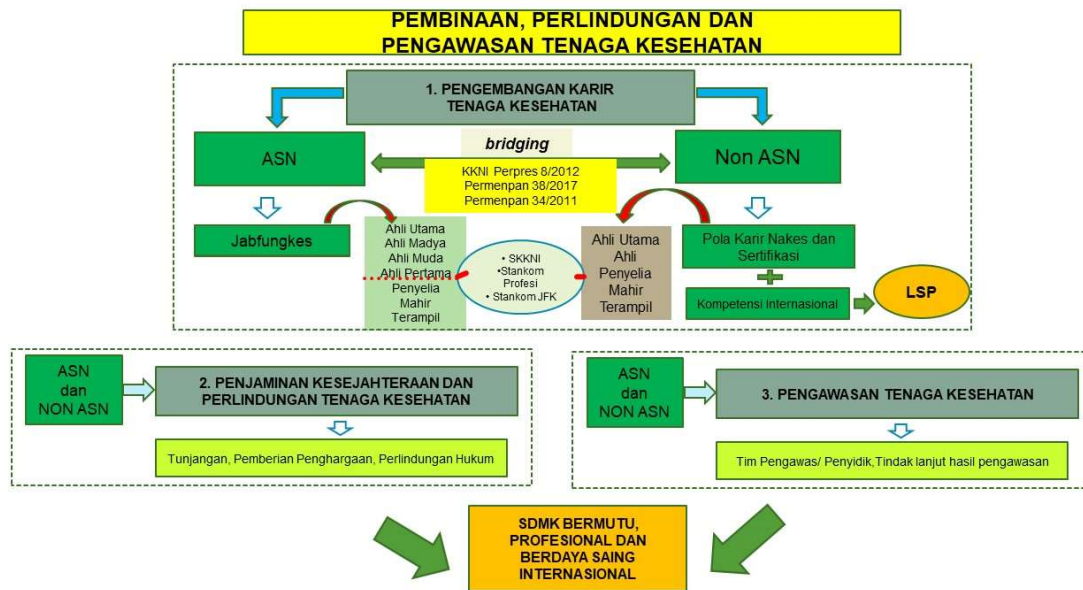 PEMBINAAN, PERLINDUNGAN DAN
PENGAWASAN TENAGA KESEHATAN
1. PENGEMBANGAN KARIR
TENAGA KESEHATAN
ASN
bridging
Non ASN
KKNI Perpres 8/2012
Permenpan 38/2017
Permenpan 34/2011
Jabfungkes
Ahli Utama
Ahli Madya
Ahli Muda
Ahli Pertama
Penyelia
Mahir
Terampil
• SKKNI
•Stankom
Profesi
• Stankom JFK
Ahli Utama
Ahli
Penyelia
Mahir
Terampil
Pola Karir Nakes dan
Sertifikasi
Kompetensi internasional
LSP
ASN
dan
NON ASN
2. PENJAMINAN KESEJAHTERAAN DAN
PERLINDUNGAN TENAGA KESEHATAN
Tunjangan, Pemberian Penghargaan, Perlindungan Hukum
ASN
dan
NON ASN
3. PENGAWASAN TENAGA KESEHATAN
Tim Pengawas/ Penyidik,Tindak lanjut hasil pengawasan
SDMK BERMUTU,
PROFESIONAL DAN
BERDAYA SAING
INTERNASIONAL